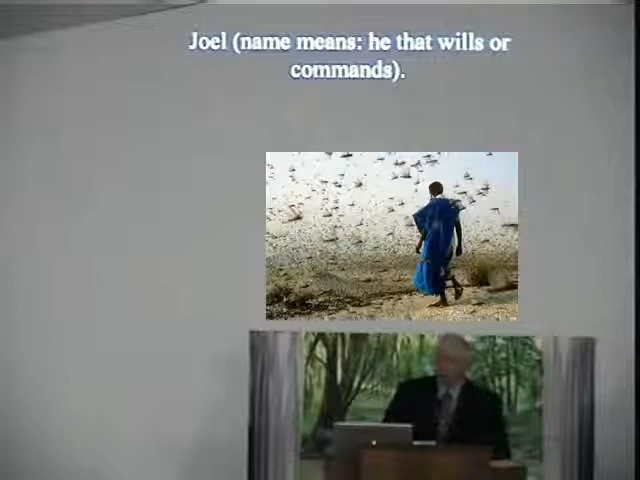 Joel (name means: he that wills or
commands).